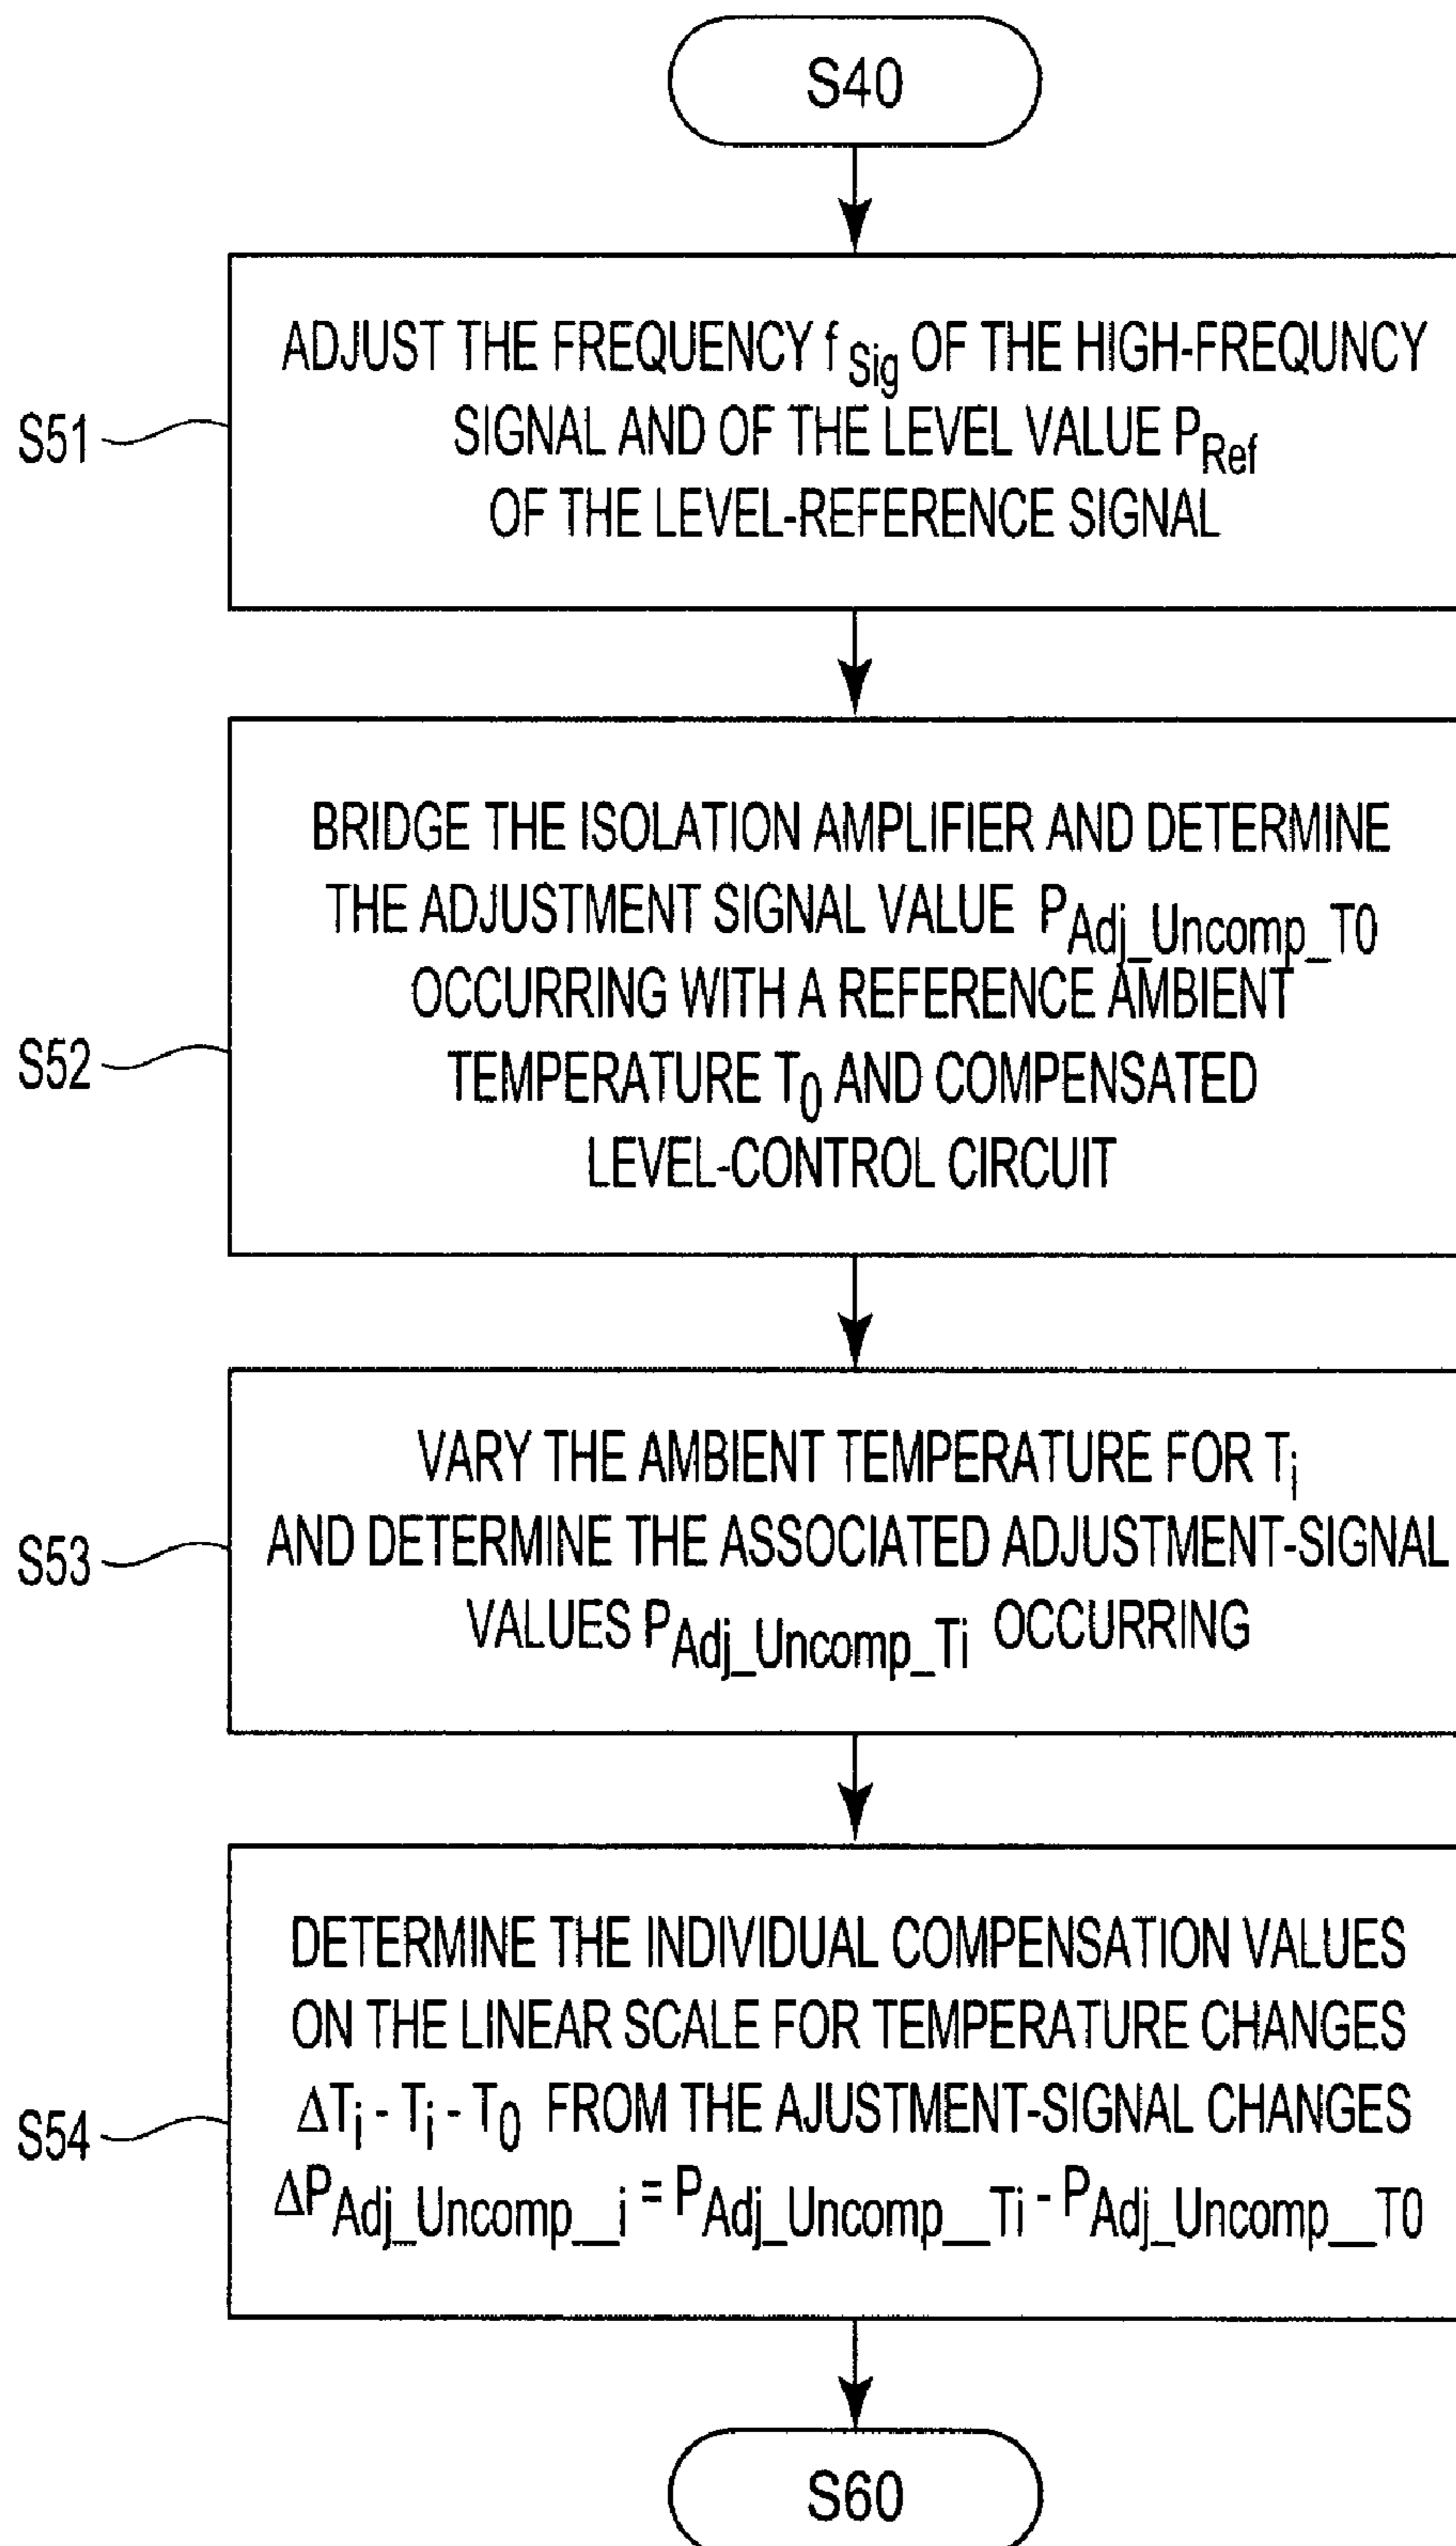 S40
S51
ADJUST THE FREQUENCY f Sig OF THE HIGH-FREQUNCY
SIGNAL AND OF THE LEVEL VALUE PRef
OF THE LEVEL-REFERENCE SIGNAL
S52
BRIDGE THE ISOLATION AMPLIFIER AND DETERMINE
THE ADJUSTMENT SIGNAL VALUE PAdj_Uncomp_T0
OCCURRING WITH A REFERENCE AMBIENT
TEMPERATURE T0 AND COMPENSATED
LEVEL-CONTROL CIRCUIT
S53
VARY THE AMBIENT TEMPERATURE FOR Ti
AND DETERMINE THE ASSOCIATED ADJUSTMENT-SIGNAL
VALUES PAdj_Uncomp_Ti OCCURRING
S54
DETERMINE THE INDIVIDUAL COMPENSATION VALUES
ON THE LINEAR SCALE FOR TEMPERATURE CHANGES
ΔTi - Ti - T0 FROM THE AJUSTMENT-SIGNAL CHANGES
ΔPAdj_Uncomp__i = PAdj_Uncomp__Ti - PAdj_Uncomp__T0
S60